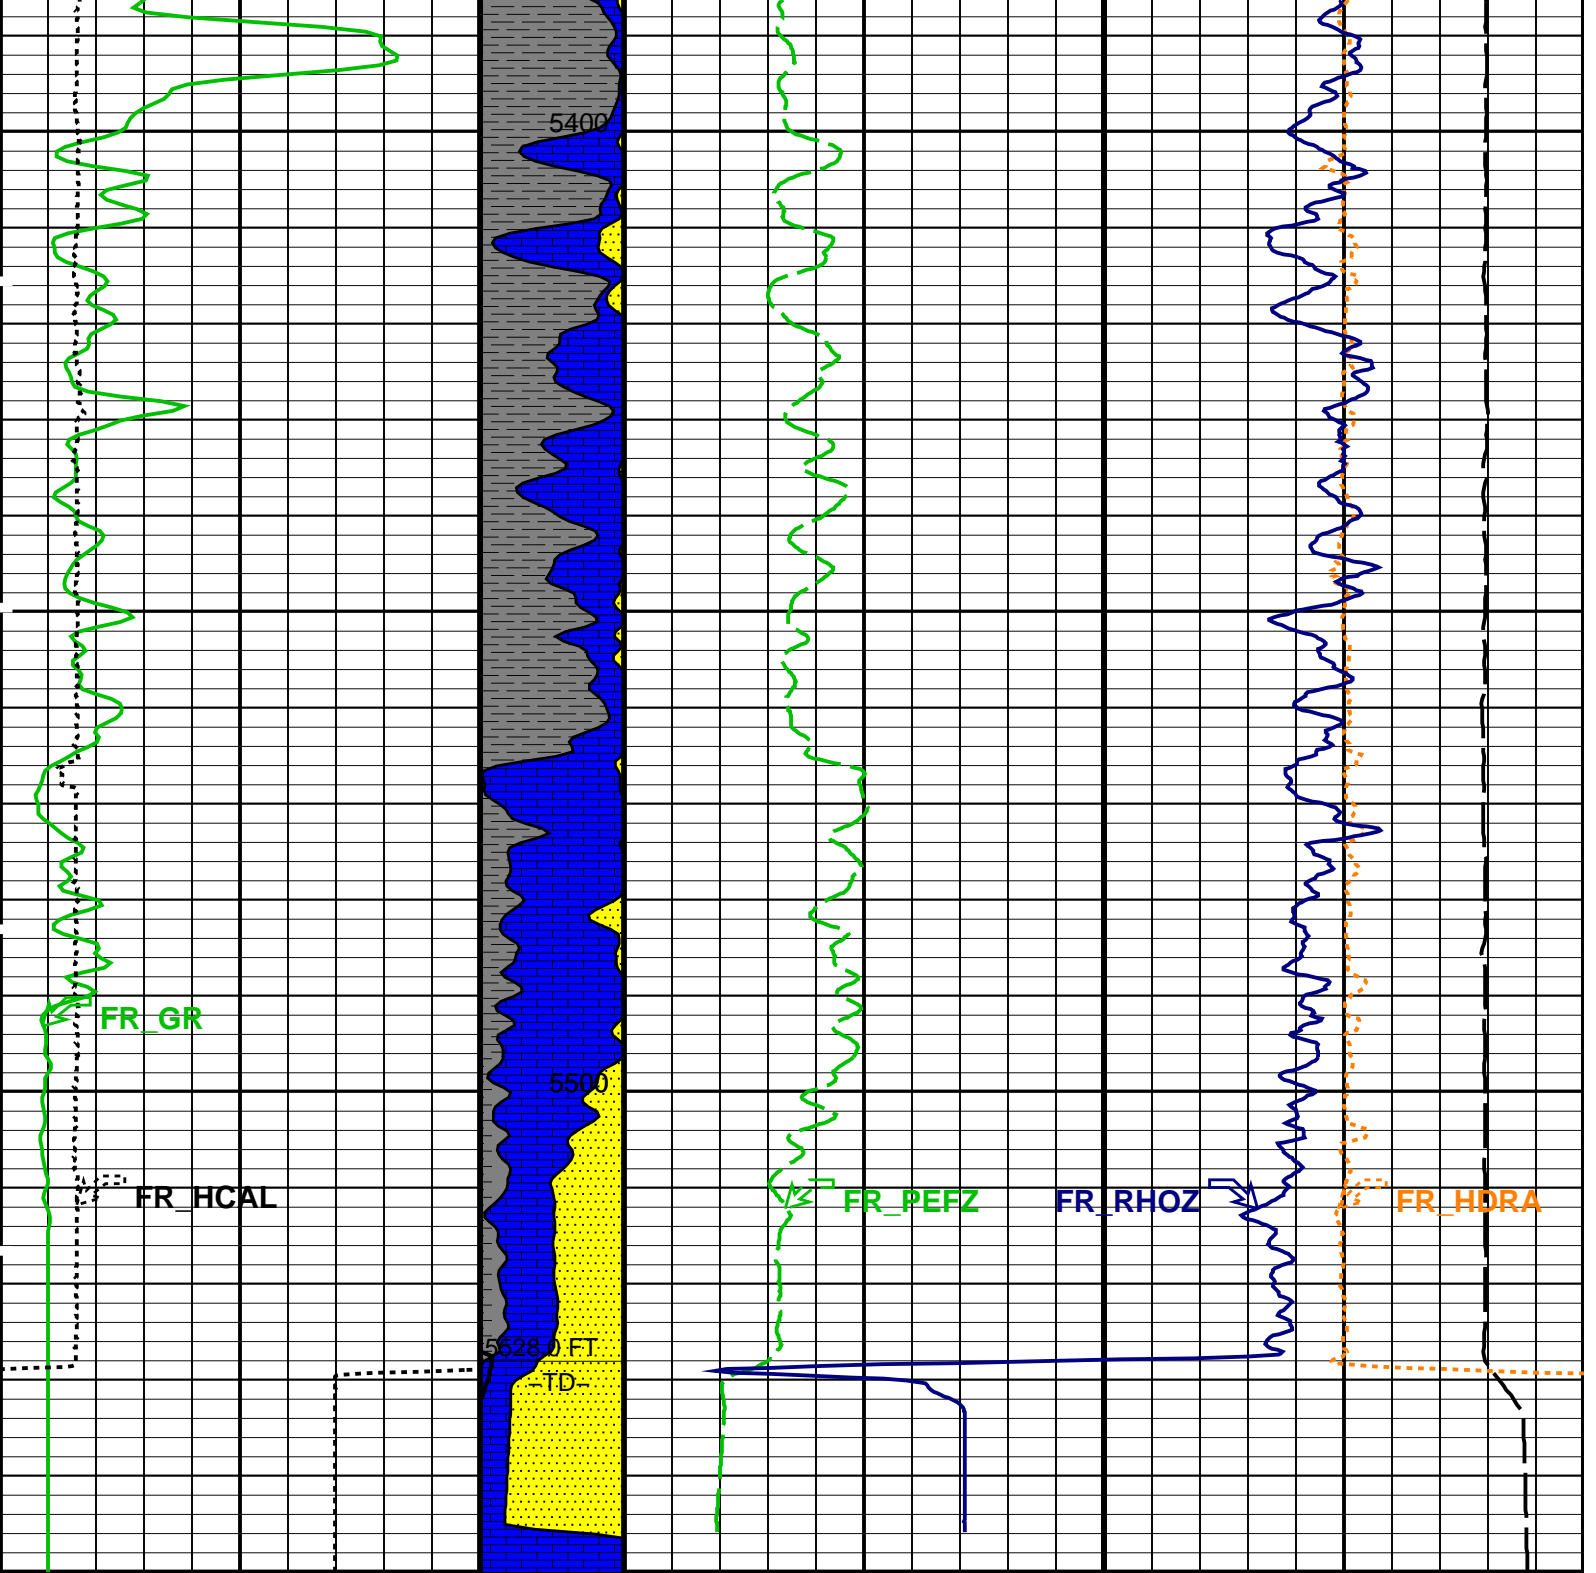 5400
FR_GR
5500
FR_HCAL
FR_PEFZ
FR_RHOZ
FR_HDRA
5528.0 FT
–TD–